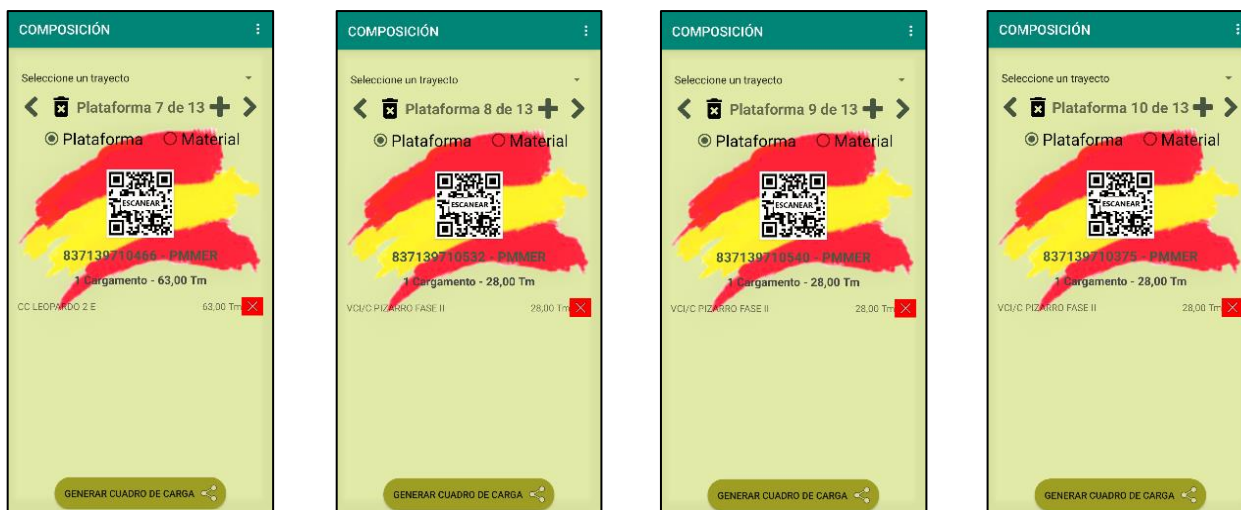 COMPOSICIÓN
Seleccione un trayecto
Plataforma 7 de 13
Plataforma
Material
ESCANEAR
837139710466 - PMMER
1 Cargamento - 63,00 Tm
CC LEOPARDO 2 E
63,00 Tm
GENERAR CUADRO DE CARGA
COMPOSICIÓN
Seleccione un trayecto
Plataforma 8 de 13
Plataforma
Material
ESCANEAR
837139710532 - PMMER
1 Cargamento - 28,00 Tm
VCI/C PIZARRO FASE II
28,00 Tm
GENERAR CUADRO DE CARGA
COMPOSICIÓN
Seleccione un trayecto
Plataforma 9 de 13
Plataforma
Material
ESCANEAR
837139710540 - PMMER
1 Cargamento - 28,00 Tm
VCI/C PIZARRO FASE II
28,00 Tm
GENERAR CUADRO DE CARGA
COMPOSICIÓN
Seleccione un trayecto
Plataforma 10 de 13
Plataforma
Material
ESCANEAR
837139710375 - PMMER
1 Cargamento - 28,00 Tm
VCI/C PIZARRO FASE II
28,00 Tm
GENERAR CUADRO DE CARGA